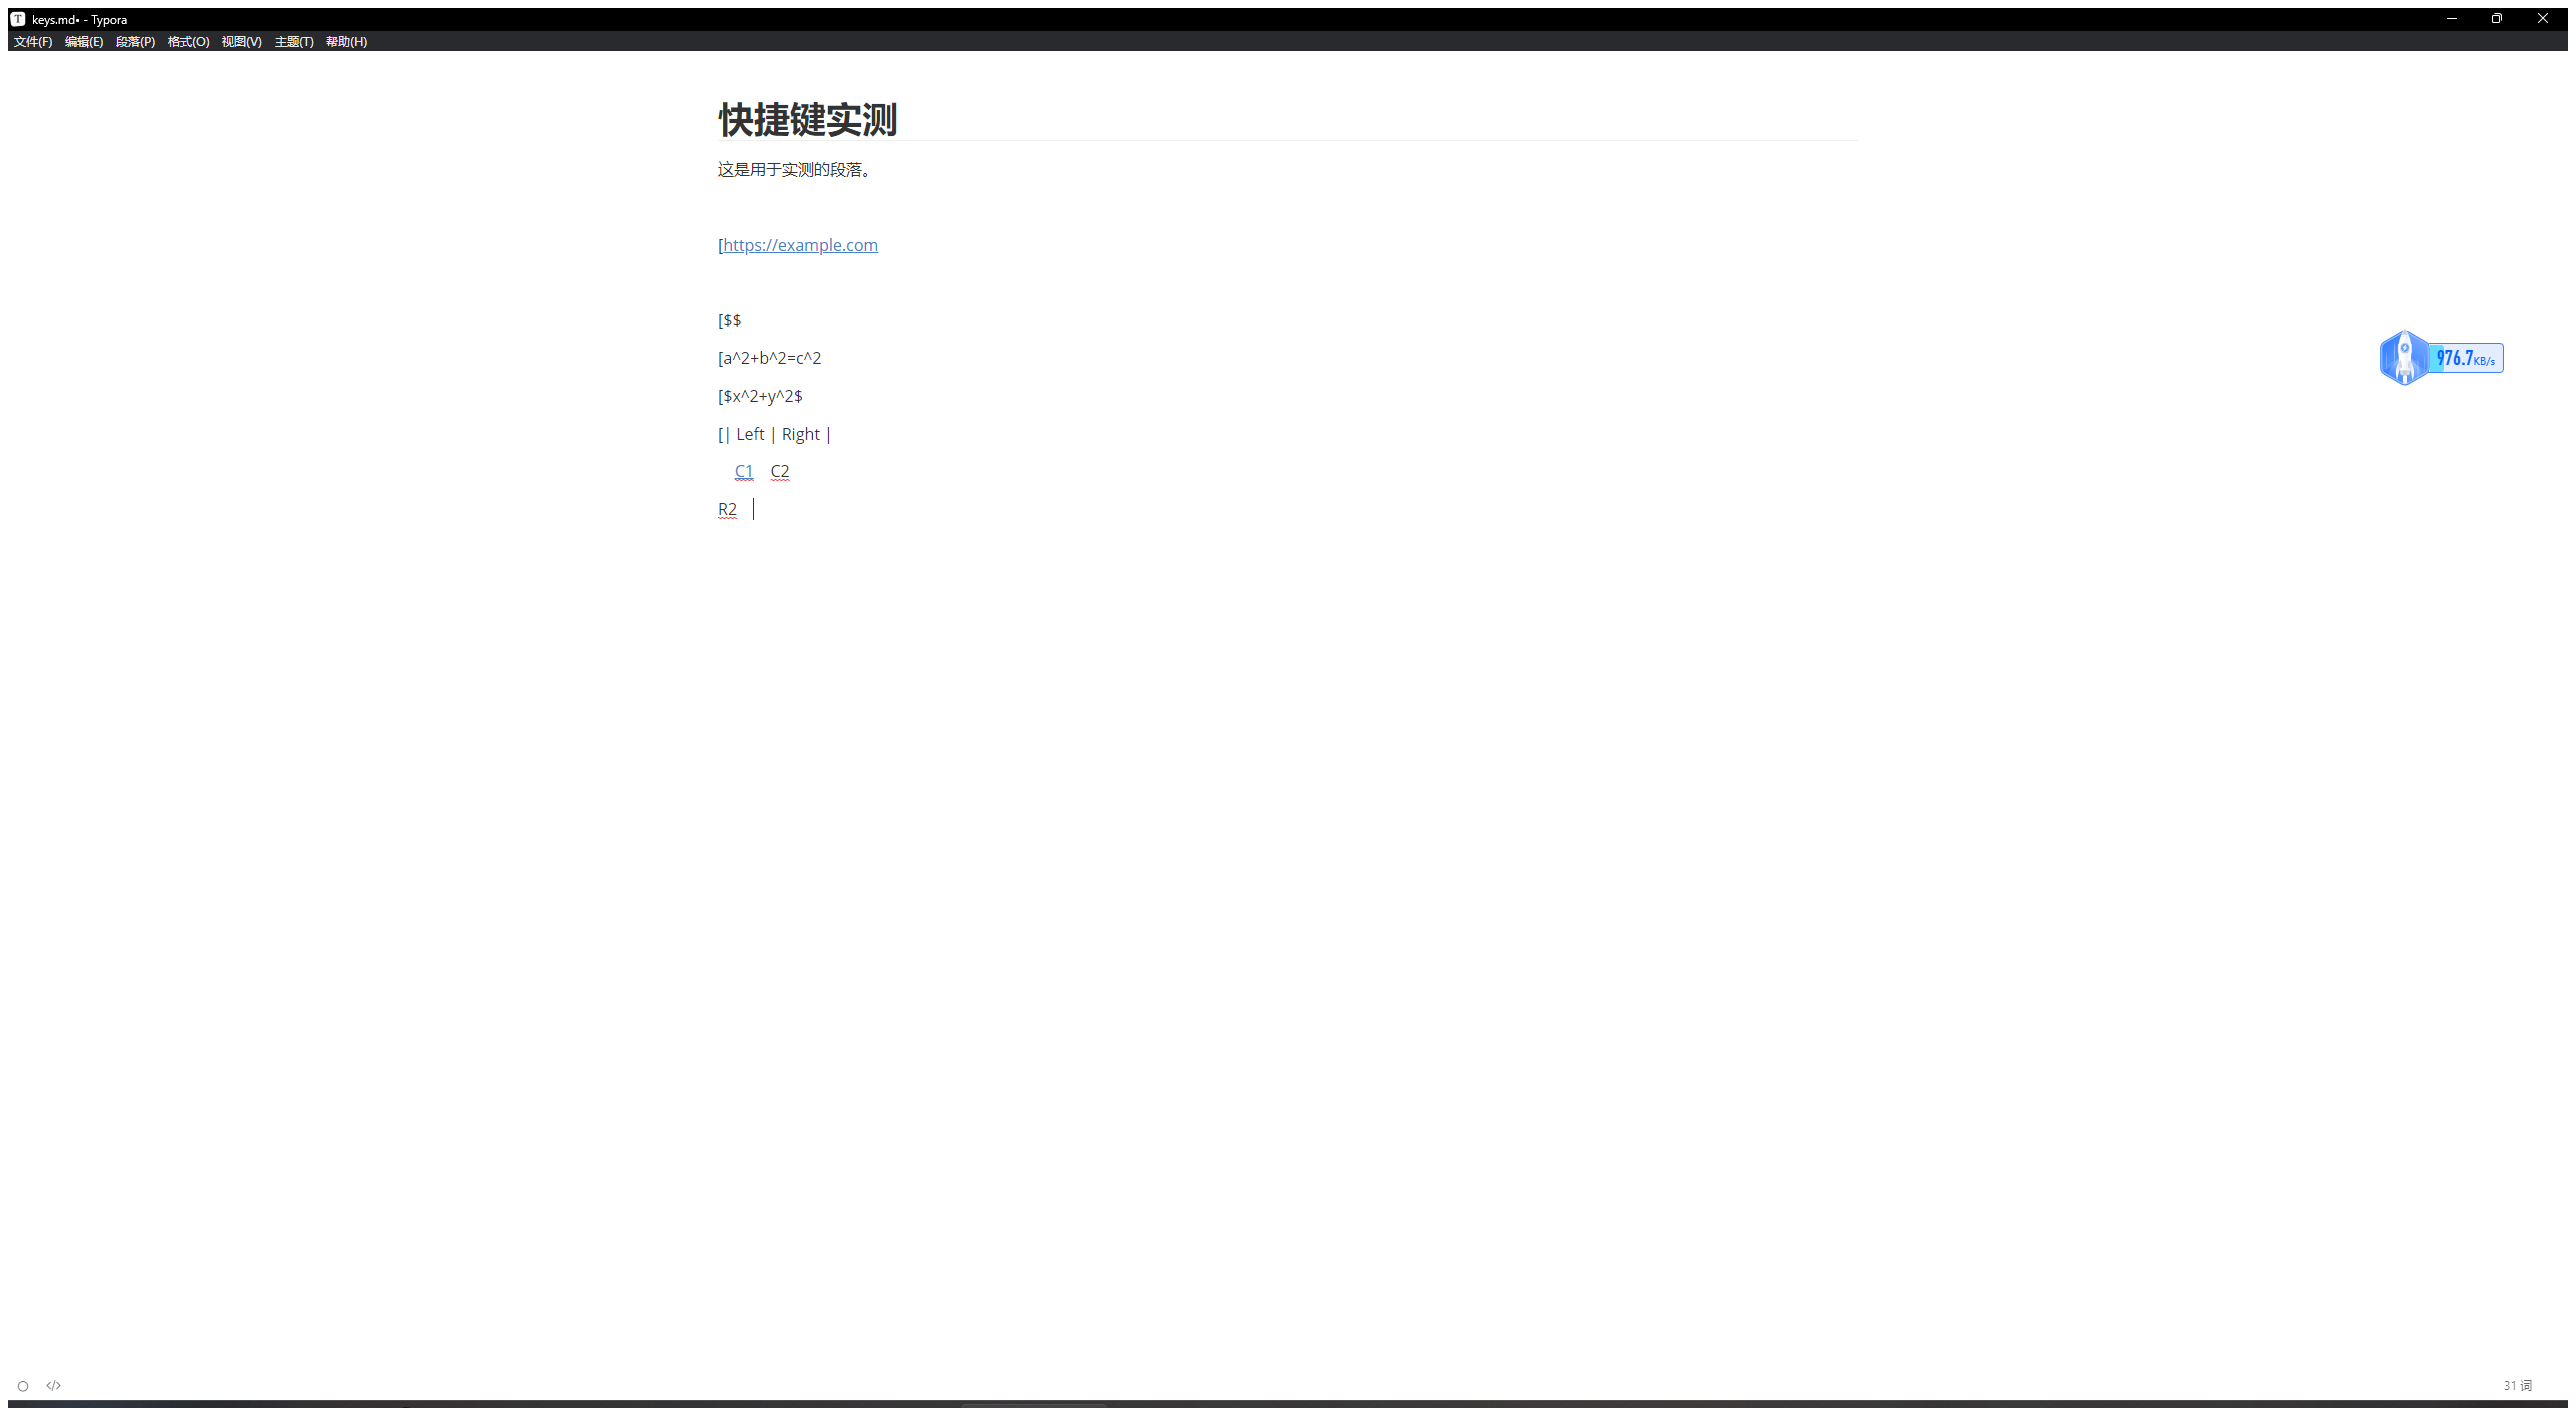 keys.md• - Typora
文件(F) 编辑(E) 段落(P) 格式(O) 视图(V) 主题(T) 帮助(H)
快捷键实测
这是用于实测的段落。
[https://example.com
[$$
[a^2+b^2=c^2
976.7KB/s
[$x^2+y^2$
[| Left | Right |
C1 C2
R2
</> 31 词